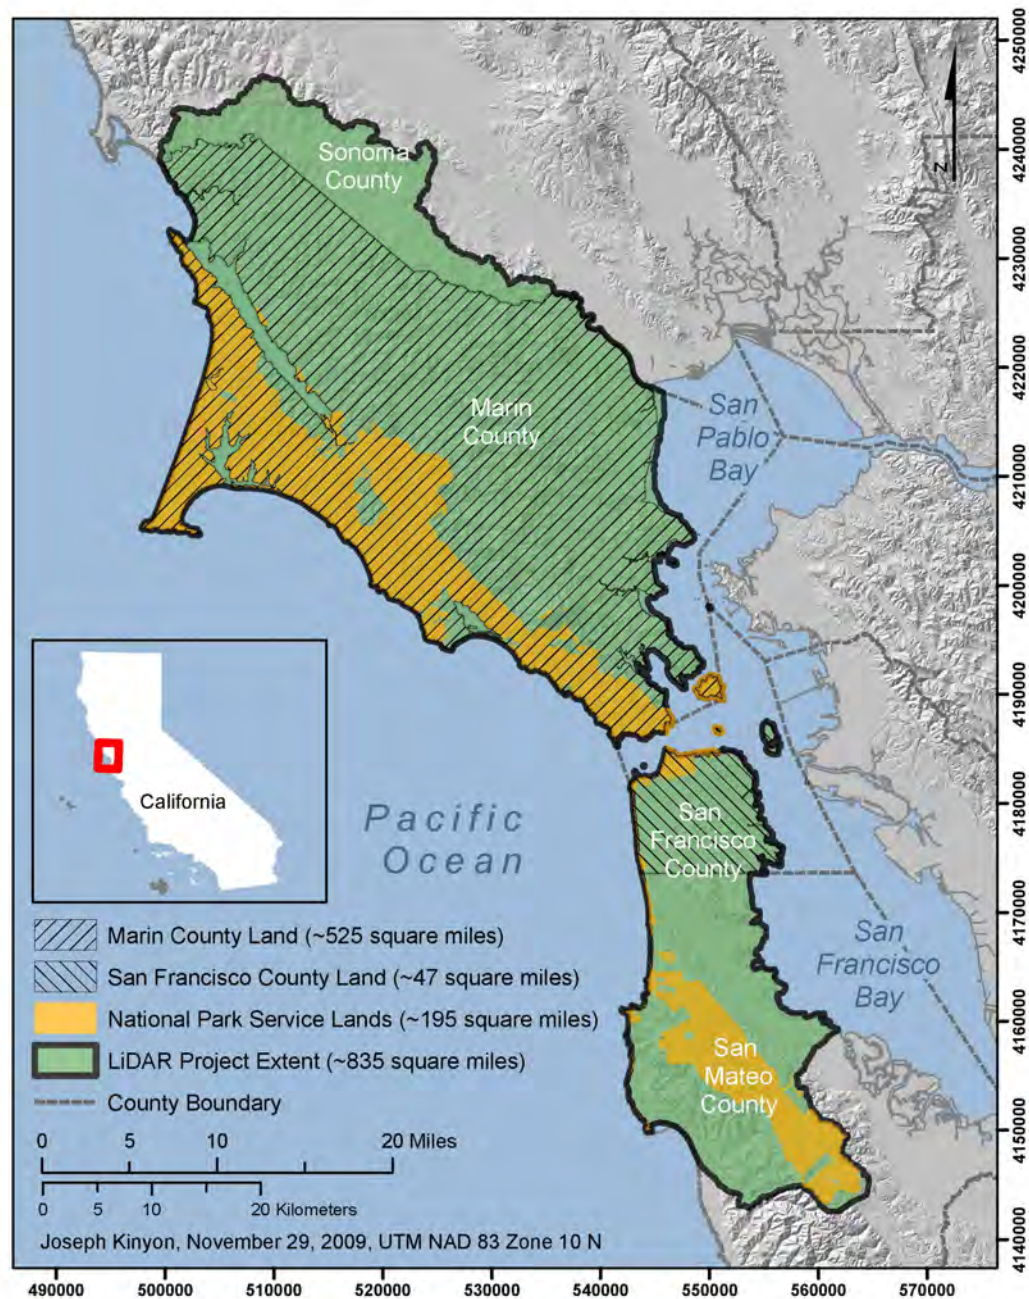 Sonoma
County
Marin
County
San
Pablo
Bay
California
Pacific
Ocean
San
Francisco
County
San
Francisco
Bay
San
Mateo
County
Marin County Land (~525 square miles)
San Francisco County Land (~47 square miles)
National Park Service Lands (~195 square miles)
LiDAR Project Extent (~835 square miles)
County Boundary
0 5 10 20 Miles
0 5 10 20 Kilometers
Joseph Kinyon, November 29, 2009, UTM NAD 83 Zone 10 N
N
4250000
4240000
4230000
4220000
4210000
4200000
4190000
4180000
4170000
4160000
4150000
4140000
490000 500000 510000 520000 530000 540000 550000 560000 570000